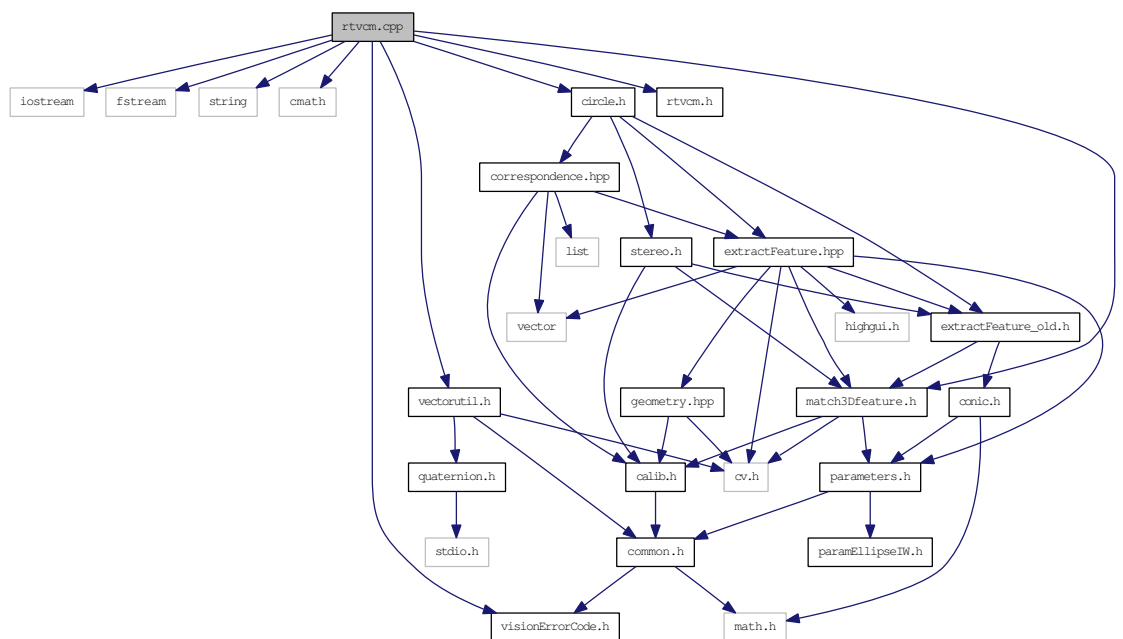 rtvcm.cpp
iostream
fstream
string
cmath
circle.h
rtvcm.h
correspondence.hpp
list
stereo.h
extractFeature.hpp
vector
highgui.h
extractFeature_old.h
vectorutil.h
geometry.hpp
match3Dfeature.h
conic.h
quaternion.h
calib.h
cv.h
parameters.h
stdio.h
common.h
paramEllipseIW.h
visionErrorCode.h
math.h